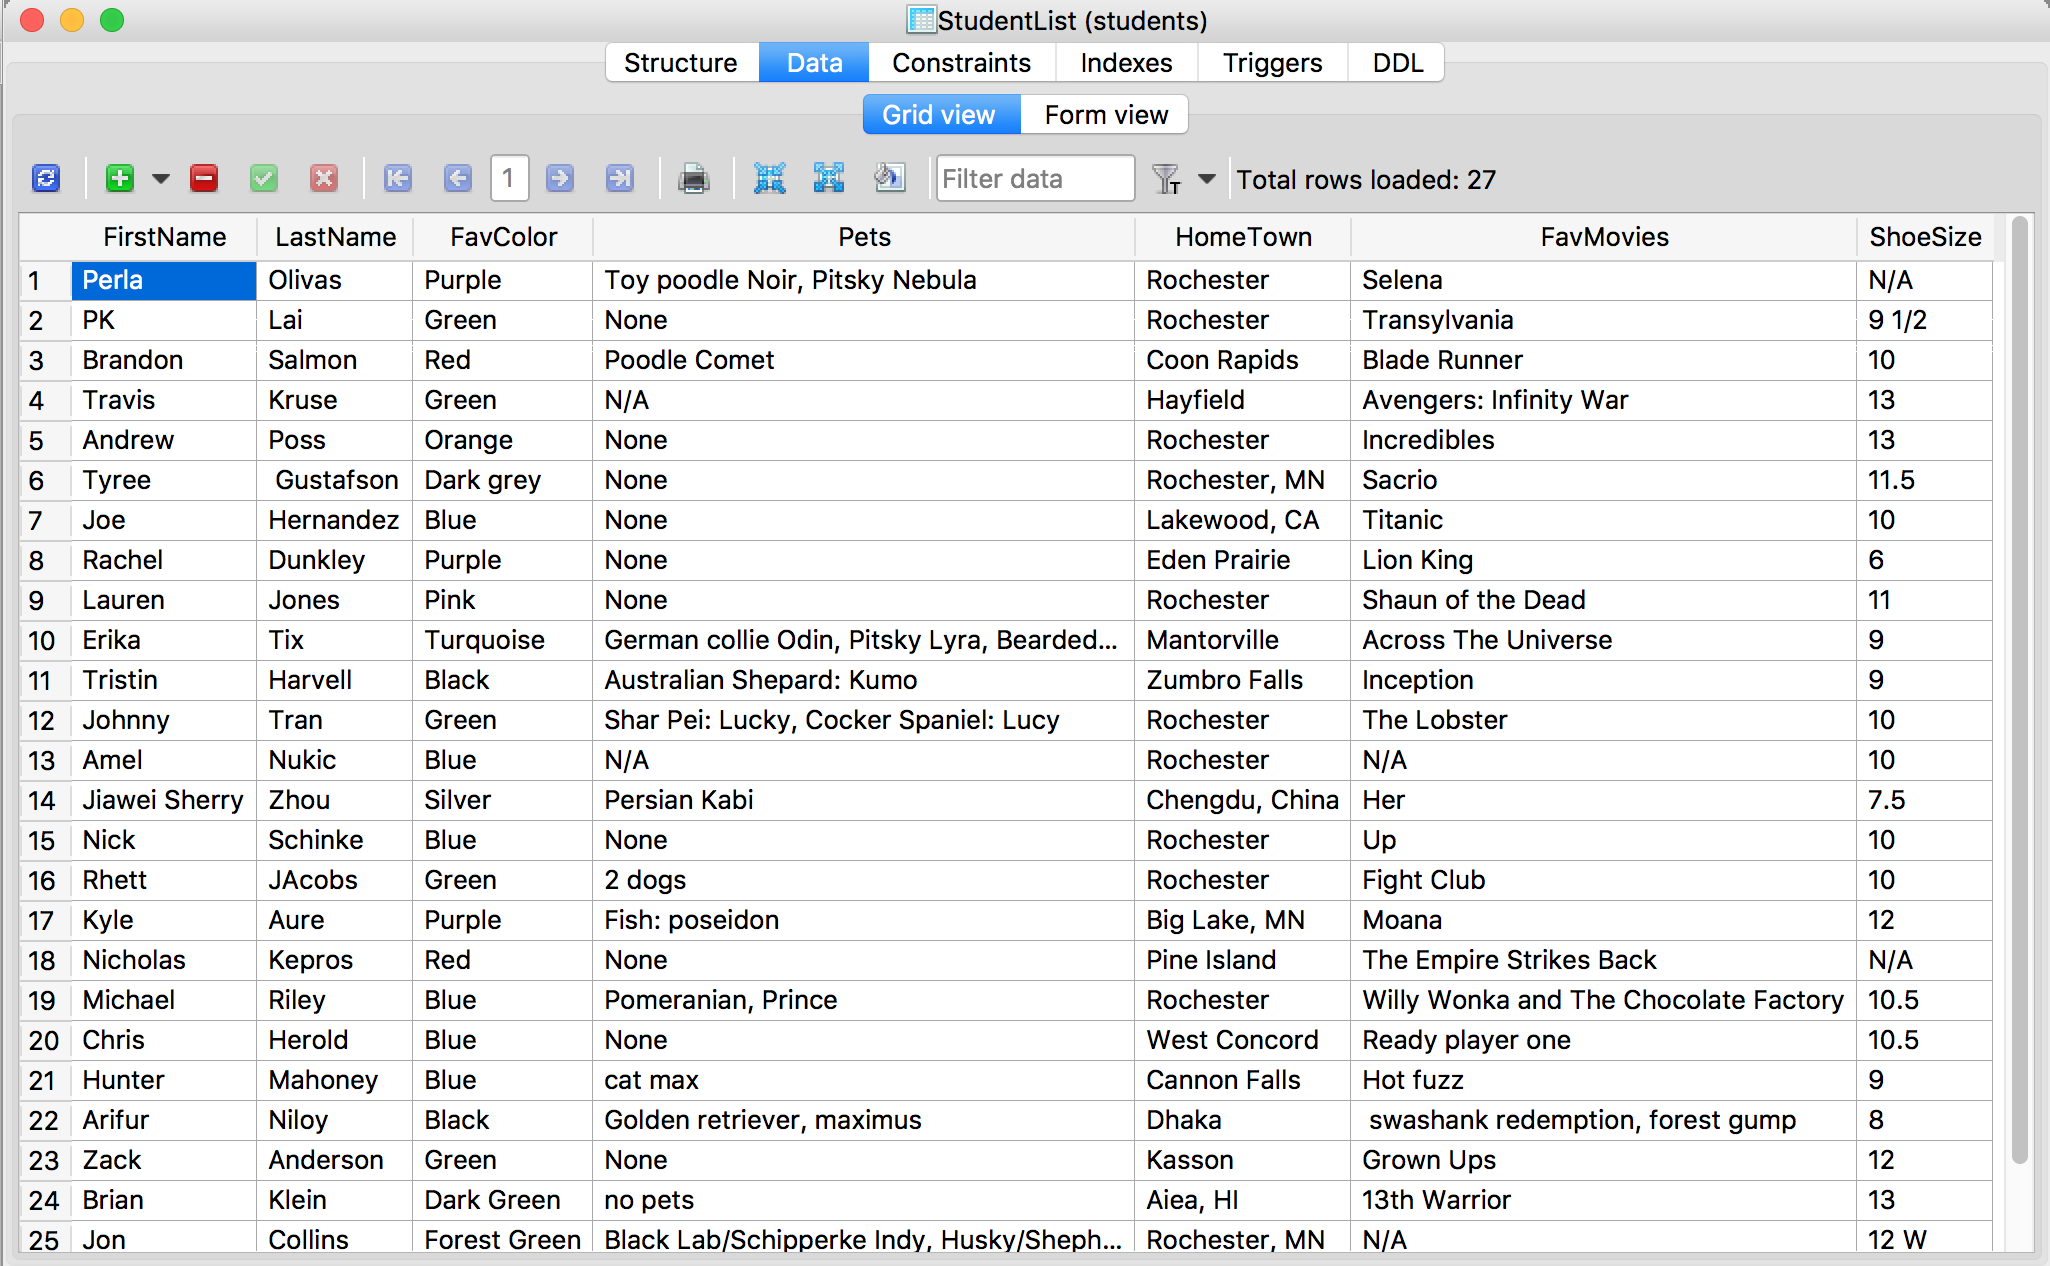 StudentList (students)
Structure Data Constraints Indexes Triggers DDL
Grid view Form view
1 Filter data T Total rows loaded: 27
FirstName LastName FavColor Pets HomeTown FavMovies ShoeSize
1 Perla Olivas Purple Toy poodle Noir, Pitsky Nebula Rochester Selena N/A
2 PK Lai Green None Rochester Transylvania 9 1/2
3 Brandon Salmon Red Poodle Comet Coon Rapids Blade Runner 10
4 Travis Kruse Green N/A Hayfield Avengers: Infinity War 13
5 Andrew Poss Orange None Rochester Incredibles 13
6 Tyree Gustafson Dark grey None Rochester, MN Sacrio 11.5
7 Joe Hernandez Blue None Lakewood, CA Titanic 10
8 Rachel Dunkley Purple None Eden Prairie Lion King 6
9 Lauren Jones Pink None Rochester Shaun of the Dead 11
10 Erika Tix Turquoise German collie Odin, Pitsky Lyra, Bearded... Mantorville Across The Universe 9
11 Tristin Harvell Black Australian Shepard: Kumo Zumbro Falls Inception 9
12 Johnny Tran Green Shar Pei: Lucky, Cocker Spaniel: Lucy Rochester The Lobster 10
13 Amel Nukic Blue N/A Rochester N/A 10
14 Jiawei Sherry Zhou Silver Persian Kabi Chengdu, China Her 7.5
15 Nick Schinke Blue None Rochester Up 10
16 Rhett JAcobs Green 2 dogs Rochester Fight Club 10
17 Kyle Aure Purple Fish: poseidon Big Lake, MN Moana 12
18 Nicholas Kepros Red None Pine Island The Empire Strikes Back N/A
19 Michael Riley Blue Pomeranian, Prince Rochester Willy Wonka and The Chocolate Factory 10.5
20 Chris Herold Blue None West Concord Ready player one 10.5
21 Hunter Mahoney Blue cat max Cannon Falls Hot fuzz 9
22 Arifur Niloy Black Golden retriever, maximus Dhaka swashank redemption, forest gump 8
23 Zack Anderson Green None Kasson Grown Ups 12
24 Brian Klein Dark Green no pets Aiea, HI 13th Warrior 13
25 Jon Collins Forest Green Black Lab/Schipperke Indy, Husky/Sheph... Rochester, MN N/A 12 W